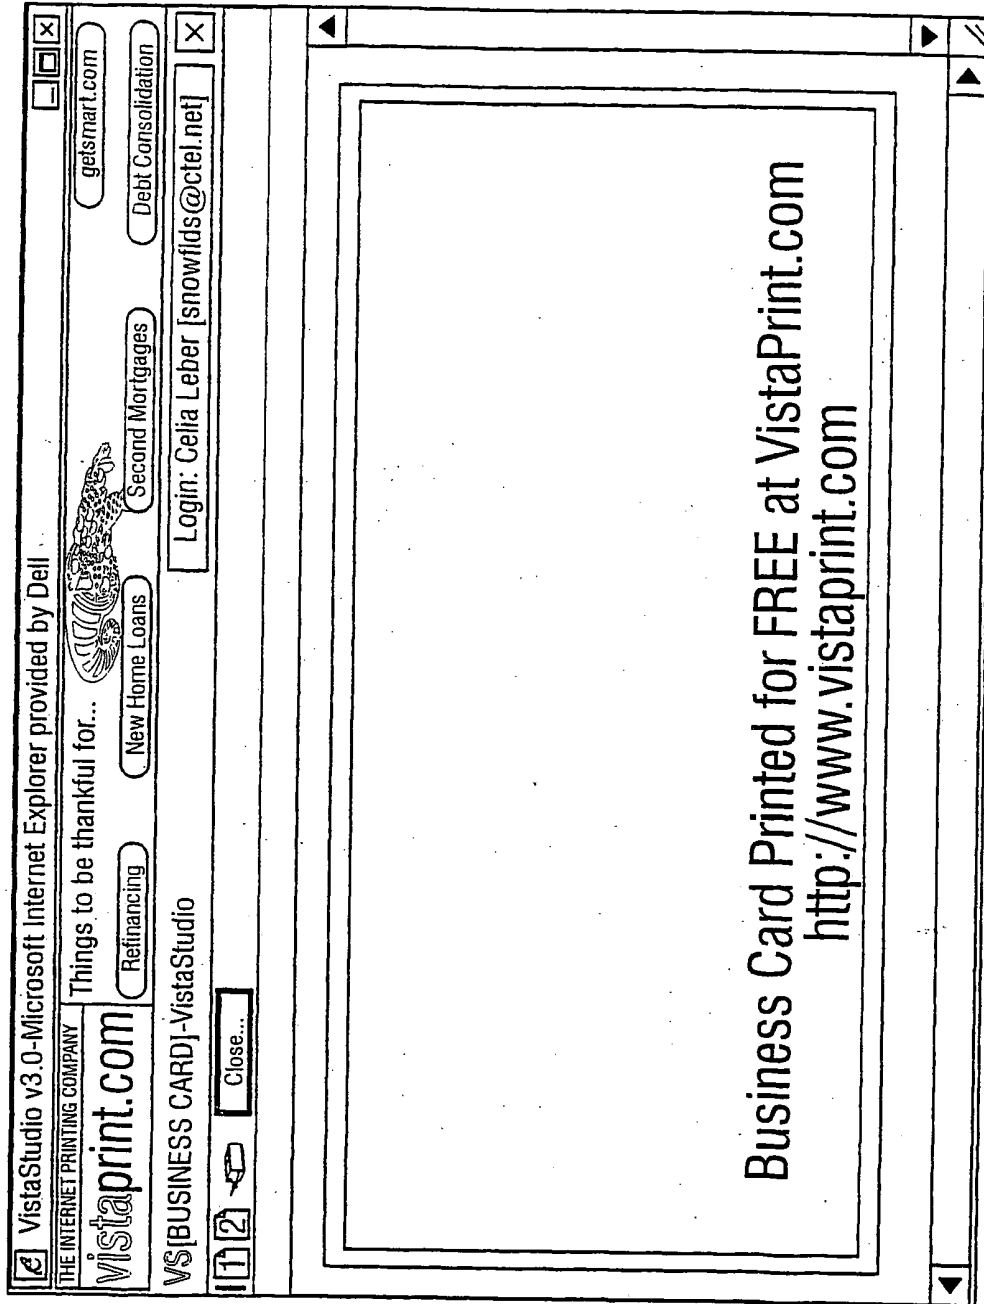 VistaStudio v3.0-Microsoft Internet Explorer provided by Dell
THE INTERNET PRINTING COMPANY
vistaprint.com
Things to be thankful for...
getsmart.com
Refinancing
New Home Loans
Second Mortgages
Debt Consolidation
VS[BUSINESS CARD]-VistaStudio
Login: Celia Leber [snowflds@ctel.net]
1 2 Close...
Business Card Printed for FREE at VistaPrint.com
http://www.vistaprint.com